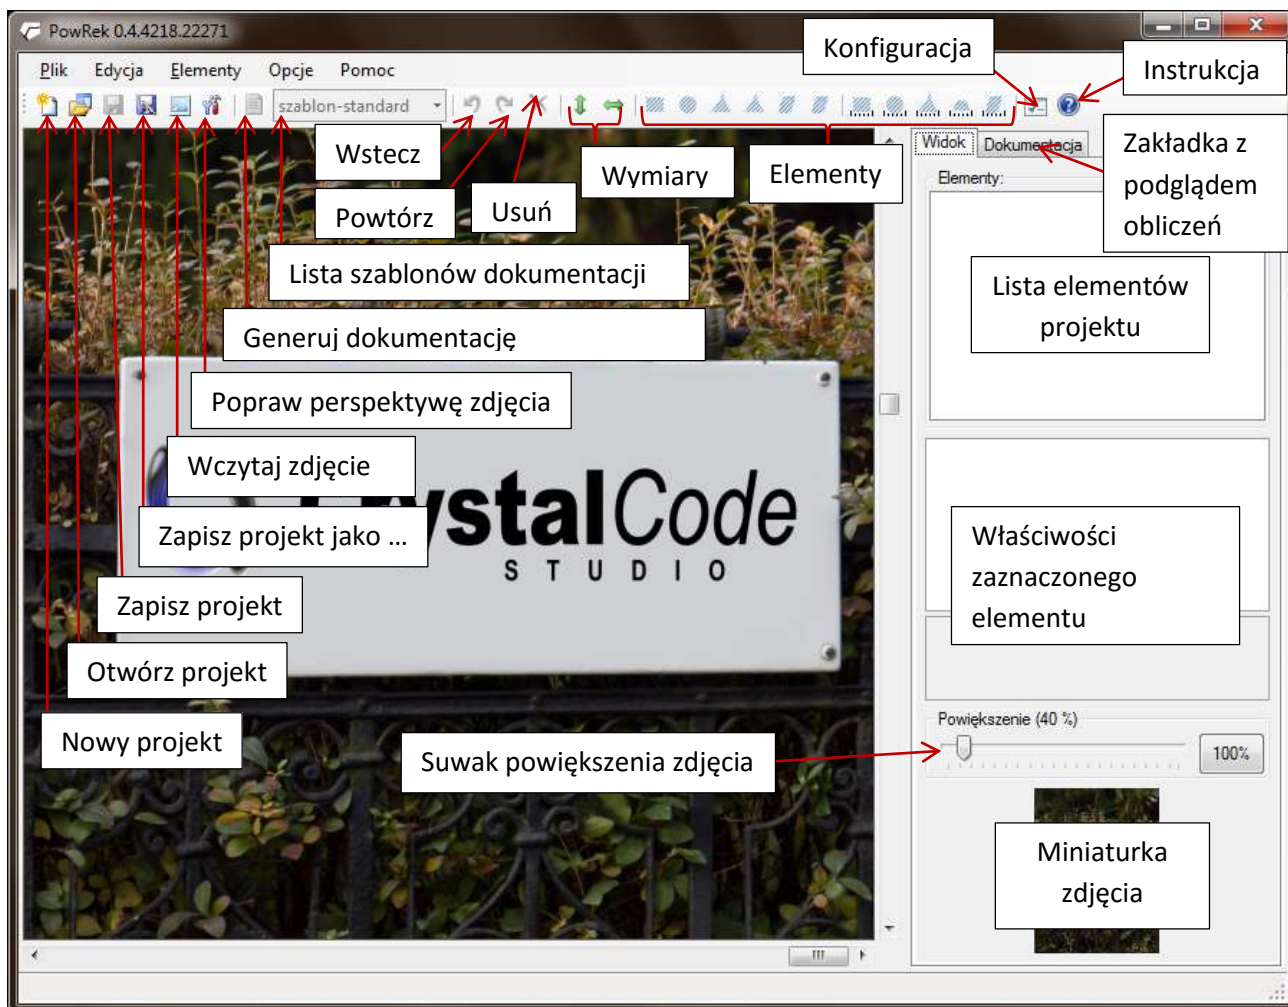 PowRek 0.4.4218.22271
Plik Edycja Elementy Opcje Pomoc
Konfiguracja
Instrukcja
szablon-standard
Wstecz
Powtórz
Usuń
Wymiary
Elementy
Widok Dokumentacja
Zakładka z
podglądem
obliczeń
Elementy:
Lista elementów
projektu
Lista szablonów dokumentacji
Generuj dokumentację
Popraw perspektywę zdjęcia
Wczytaj zdjęcie
Zapisz projekt jako ...
Zapisz projekt
Otwórz projekt
Nowy projekt
ystalCode
STUDIO
Właściwości
zaznaczonego
elementu
Powiększenie (40 %)
100%
Suwak powiększenia zdjęcia
Miniaturka
zdjęcia